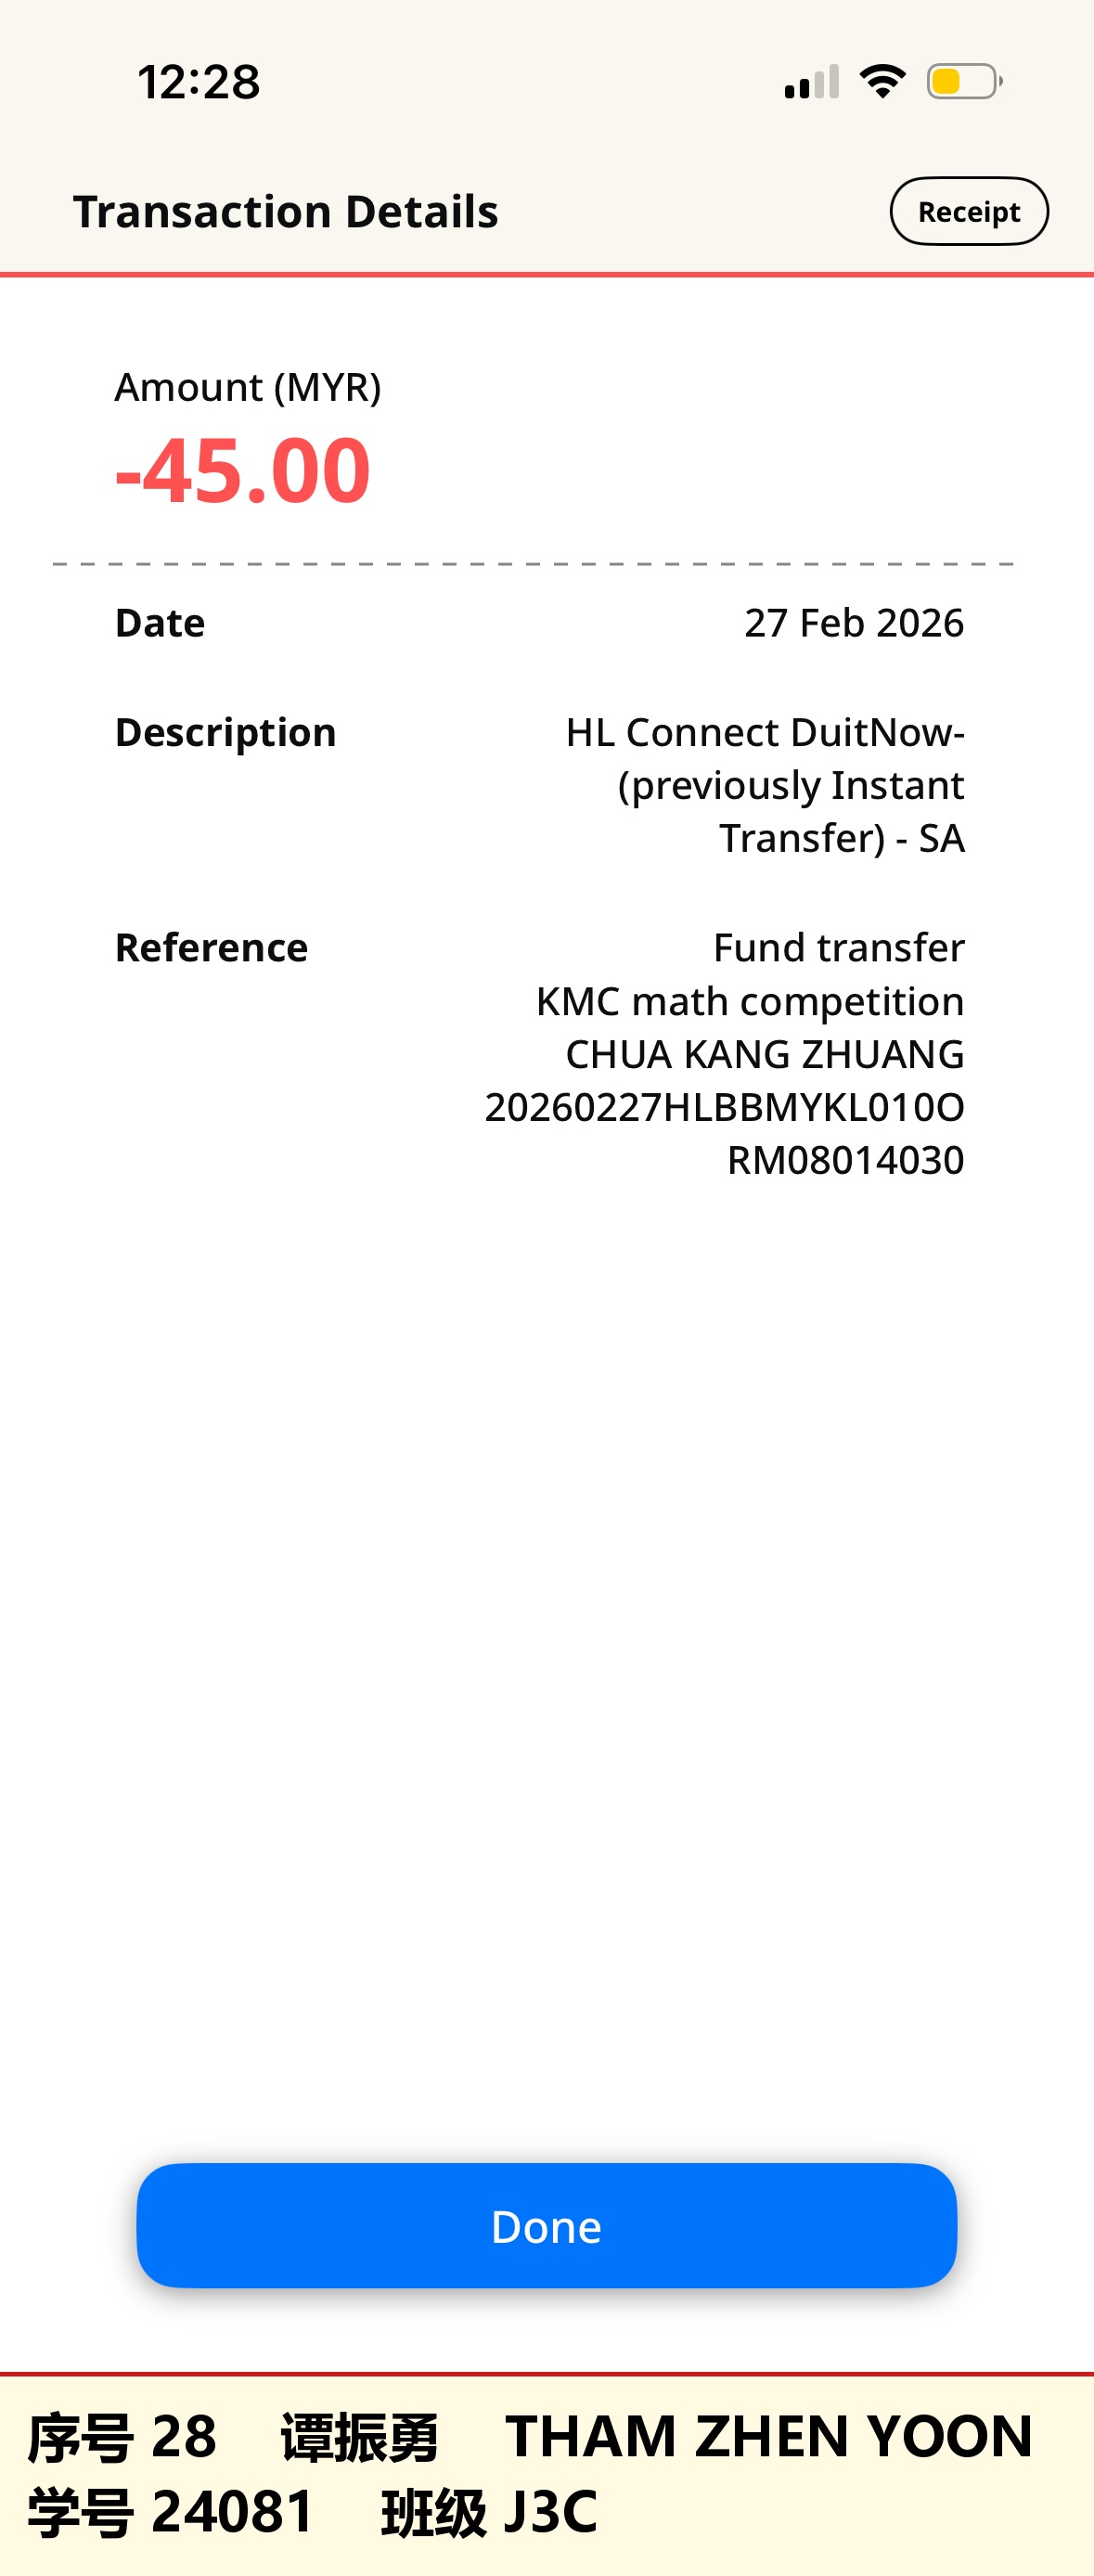 12:28
Transaction Details
Receipt
Amount (MYR)
-45.00
Date 27 Feb 2026
Description HL Connect DuitNow-
(previously Instant
Transfer) - SA
Reference Fund transfer
KMC math competition
CHUA KANG ZHUANG
20260227HLBBMYKL010O
RM08014030
Done
序号 28 谭振勇 THAM ZHEN YOON
学号 24081 班级 J3C